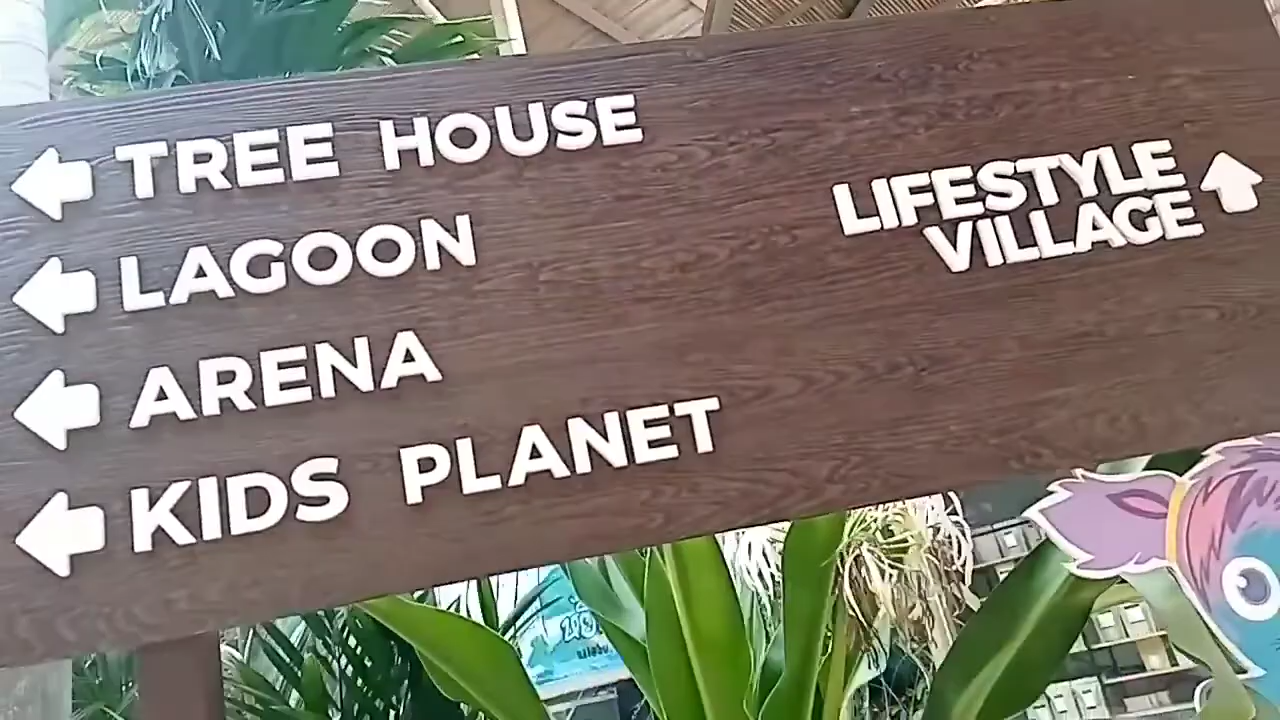 TREE HOUSE
LAGOON
ARENA
KIDS PLANET
LIFESTYLE
VILLAGE